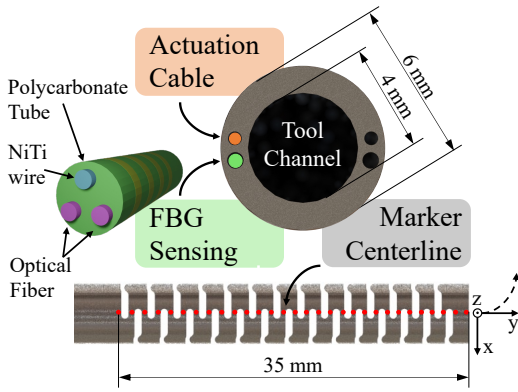 Actuation
Cable
Polycarbonate
Tube
NiTi
wire
Optical
Fiber
FBG
Sensing
Tool
Channel
4 mm
6 mm
Marker
Centerline
z
y
x
35 mm